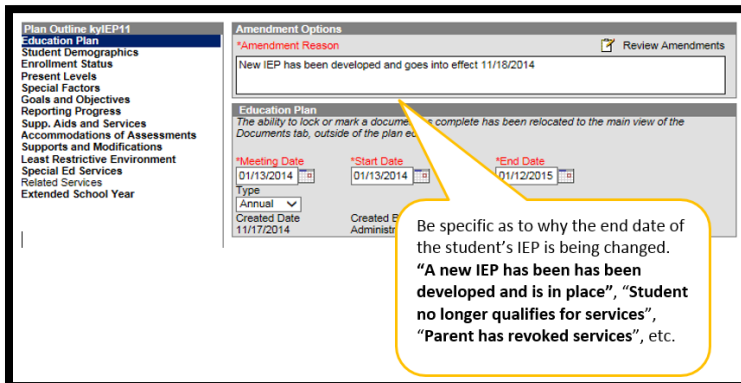 Plan Outline kyIEP11
Education Plan
Student Demographics
Enrollment Status
Present Levels
Special Factors
Goals and Objectives
Reporting Progress
Supp. Aids and Services
Accommodations of Assessments
Supports and Modifications
Least Restrictive Environment
Special Ed Services
Related Services
Extended School Year
Amendment Options
*Amendment Reason
Review Amendments
New IEP has been developed and goes into effect 11/18/2014
Education Plan
The ability to lock or mark a docume s complete has been relocated to the main view of the
Documents tab, outside of the plan e
*Meeting Date *Start Date *End Date
01/13/2014 01/13/2014 01/12/2015
Type
Annual
Created Date Created B
11/17/2014 Administr
Be specific as to why the end date of
the student's IEP is being changed.
“A new IEP has been has been
developed and is in place”, “Student
no longer qualifies for services”,
“Parent has revoked services”, etc.